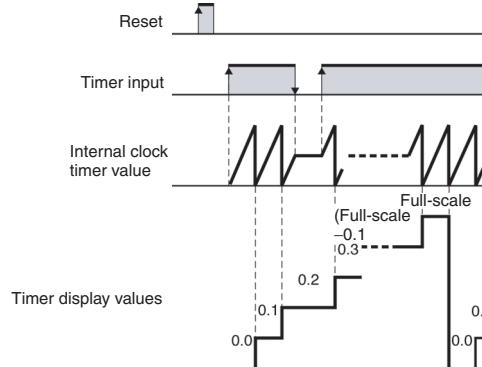 Reset
Timer input
Internal clock
timer value
Full-scale
(Full-scale
−0.1
0.3
0.2
Timer display values
0.1
0.0
0.0